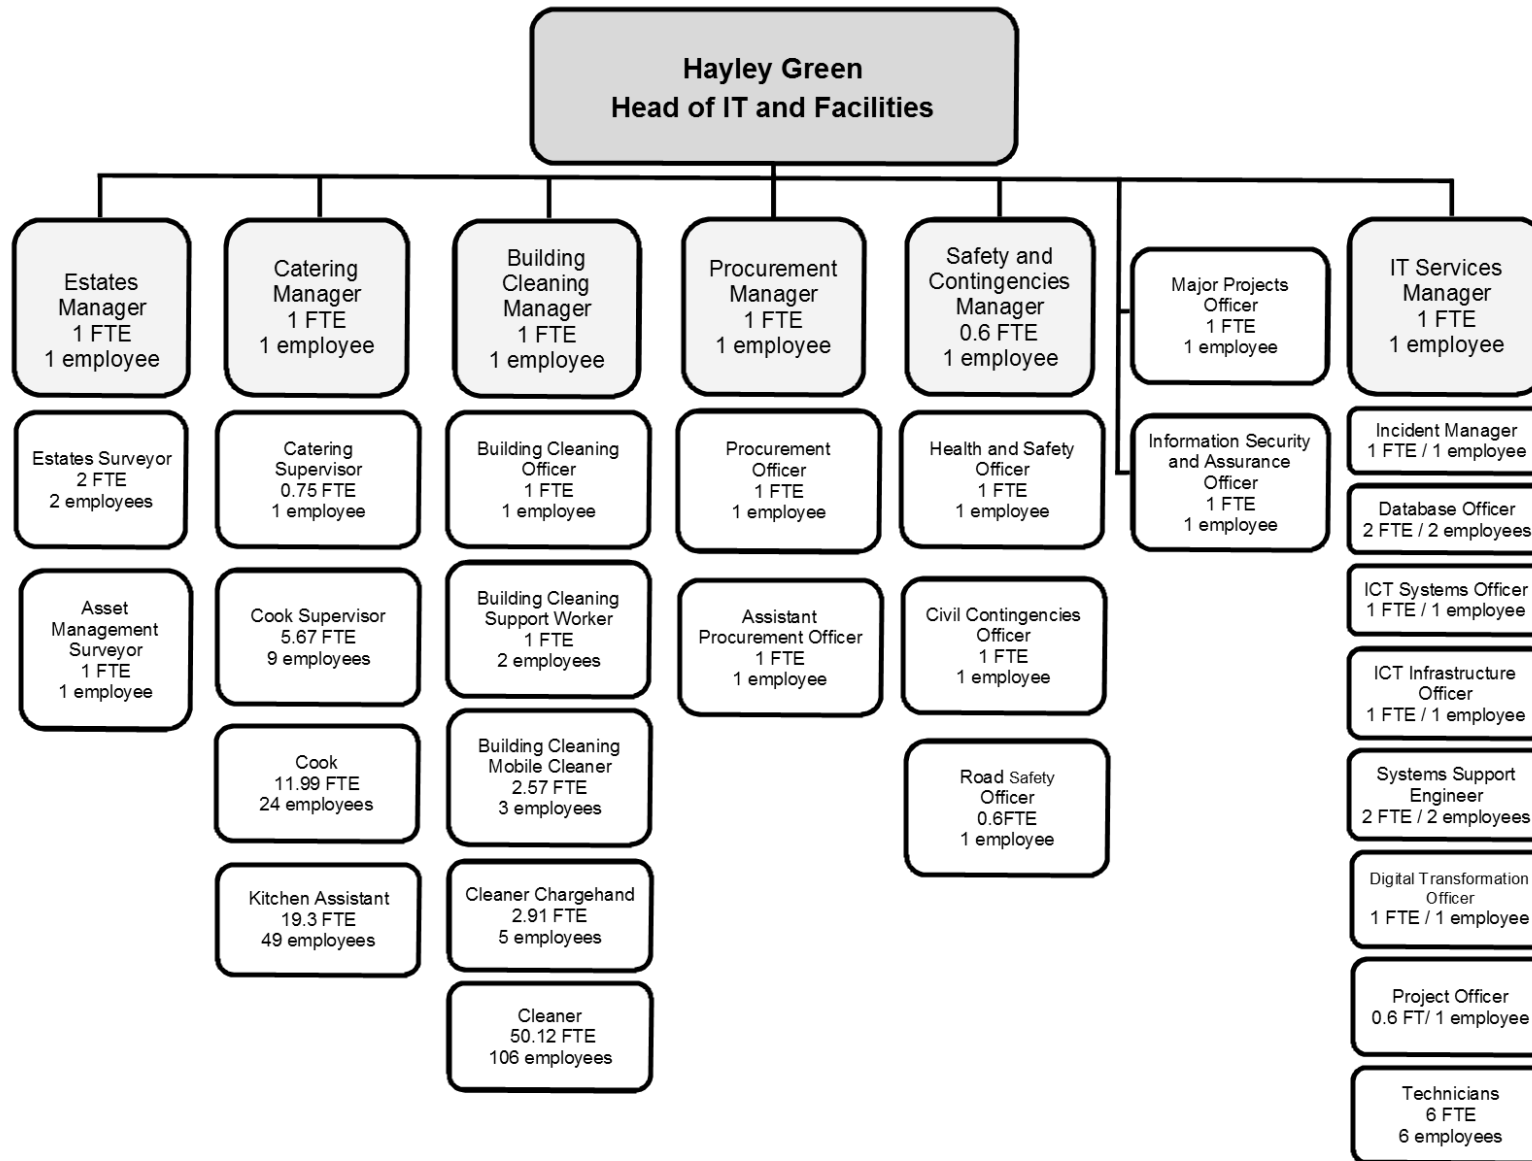 Hayley Green
Head of IT and Facilities
Estates
Manager
1 FTE
1 employee
Estates Surveyor
2 FTE
2 employees
Asset
Management
Surveyor
1 FTE
1 employee
Catering
Manager
1 FTE
1 employee
Catering
Supervisor
0.75 FTE
1 employee
Cook Supervisor
5.67 FTE
9 employees
Cook
11.99 FTE
24 employees
Kitchen Assistant
19.3 FTE
49 employees
Building
Cleaning
Manager
1 FTE
1 employee
Building Cleaning
Officer
1 FTE
1 employee
Building Cleaning
Support Worker
1 FTE
2 employees
Building Cleaning
Mobile Cleaner
2.57 FTE
3 employees
Cleaner Chargehand
2.91 FTE
5 employees
Cleaner
50.12 FTE
106 employees
Procurement
Manager
1 FTE
1 employee
Procurement
Officer
1 FTE
1 employee
Assistant
Procurement Officer
1 FTE
1 employee
Safety and
Contingencies
Manager
0.6 FTE
1 employee
Health and Safety
Officer
1 FTE
1 employee
Civil Contingencies
Officer
1 FTE
1 employee
Road Safety
Officer
0.6FTE
1 employee
Major Projects
Officer
1 FTE
1 employee
Information Security
and Assurance
Officer
1 FTE
1 employee
IT Services
Manager
1 FTE
1 employee
Incident Manager
1 FTE / 1 employee
Database Officer
2 FTE / 2 employees
ICT Systems Officer
1 FTE / 1 employee
ICT Infrastructure
Officer
1 FTE / 1 employee
Systems Support
Engineer
2 FTE / 2 employees
Digital Transformation
Officer
1 FTE / 1 employee
Project Officer
0.6 FT/ 1 employee
Technicians
6 FTE
6 employees